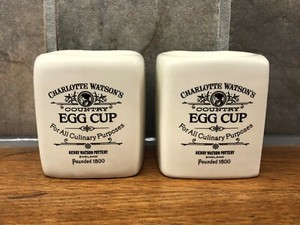 CHARLOTTE WATSON'S
COUNTRY
EGG CUP
For All Culinary Purposes
HENRY WATSON POTTERY
ENGLAND
Founded 1800
CHARLOTTE WATSON'S
COUNTRY
EGG CUP
For All Culinary Purposes
HENRY WATSON POTTERY
ENGLAND
Founded 1800